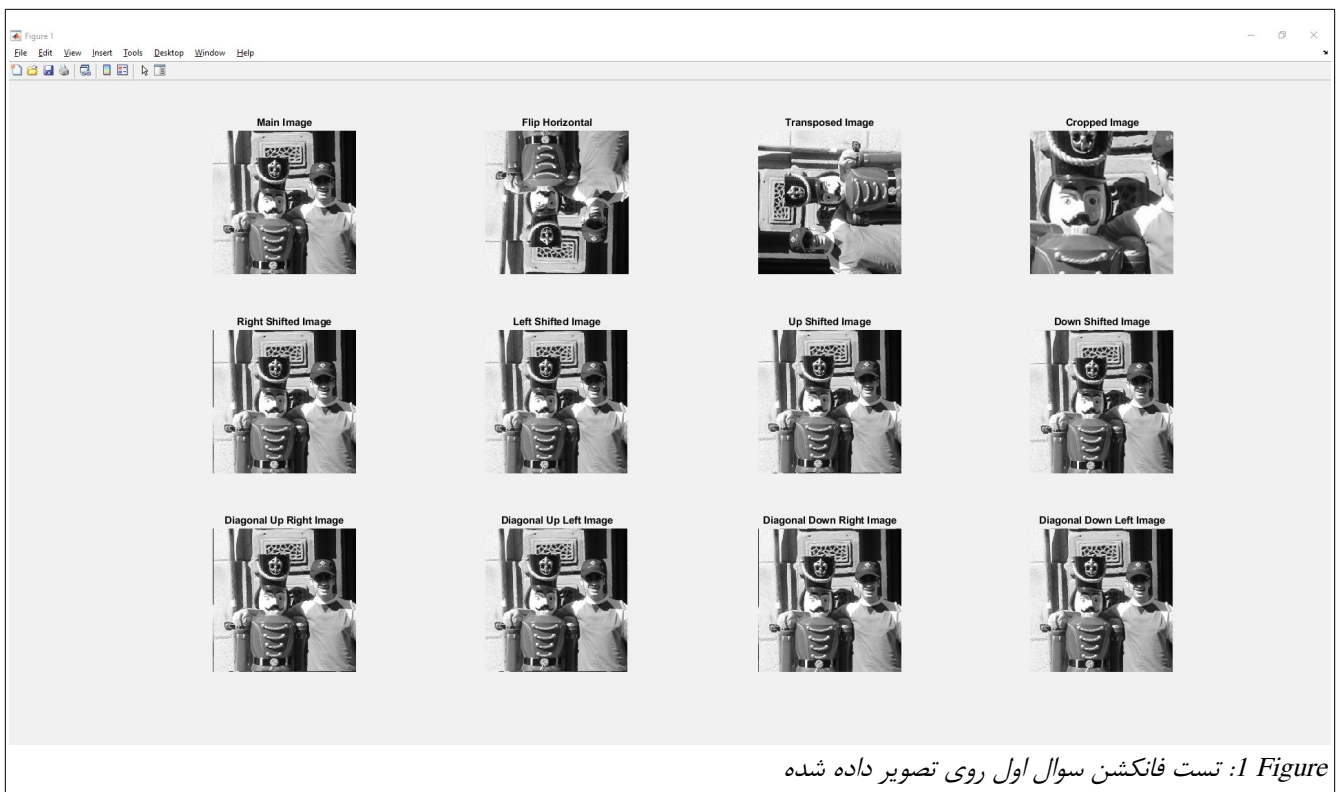 Figure 1
File Edit View Insert Tools Desktop Window Help
Main Image
Flip Horizontal
Transposed Image
Cropped Image
Right Shifted Image
Left Shifted Image
Up Shifted Image
Down Shifted Image
Diagonal Up Right Image
Diagonal Up Left Image
Diagonal Down Right Image
Diagonal Down Left Image
Figure 1: تست فانکشن سوال اول روی تصویر داده شده